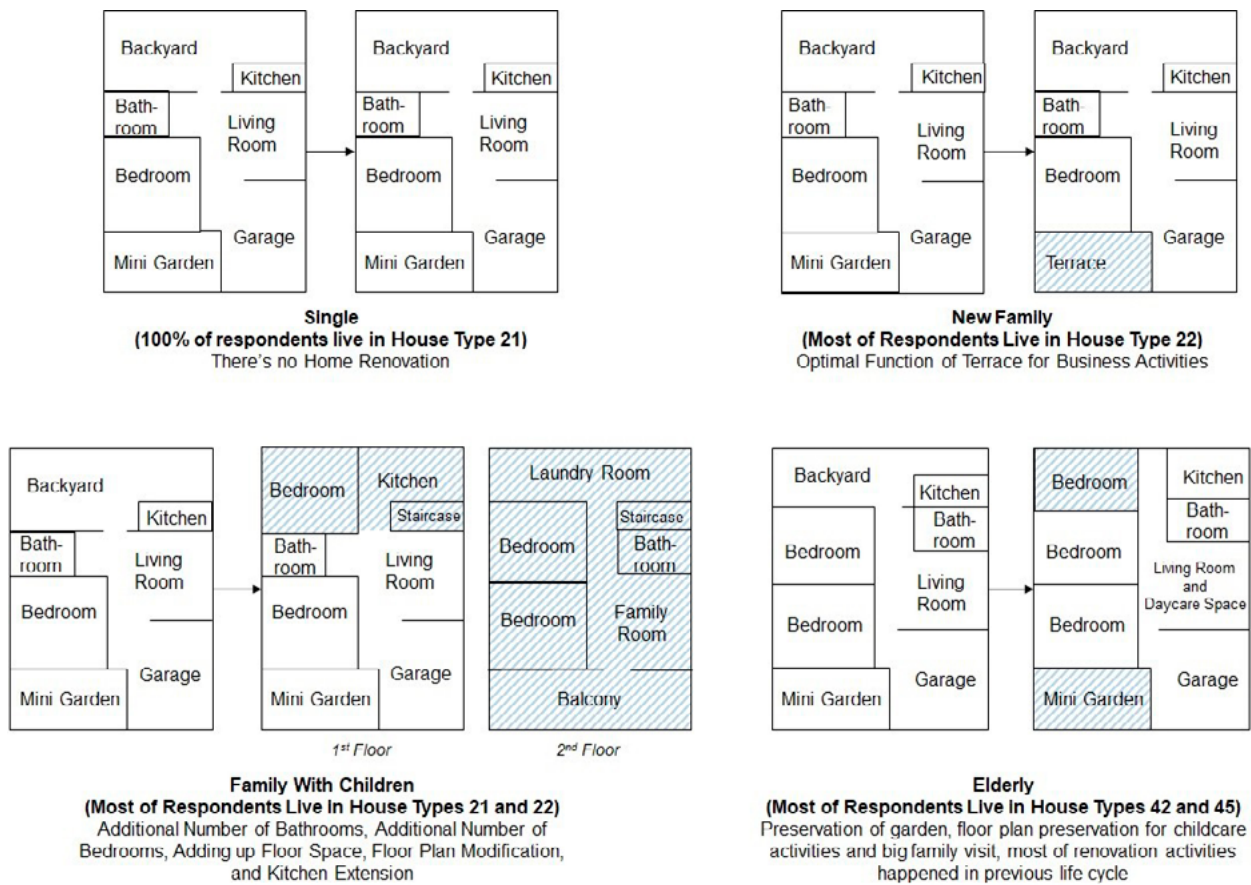 Backyard
Kitchen
Bath-
room
Living
Room
Bedroom
Garage
Mini Garden
Backyard
Kitchen
Bath-
room
Living
Room
Bedroom
Garage
Mini Garden
Single
(100% of respondents live in House Type 21)
There's no Home Renovation
Backyard
Kitchen
Bath-
room
Living
Room
Bedroom
Garage
Mini Garden
Backyard
Kitchen
Bath-
room
Living
Room
Bedroom
Garage
Terrace
New Family
(Most of Respondents Live in House Type 22)
Optimal Function of Terrace for Business Activities
Backyard
Kitchen
Bath-
room
Living
Room
Bedroom
Garage
Mini Garden
Bedroom
Kitchen
Staircase
Bath-
room
Living
Room
Bedroom
Garage
Mini Garden
1st Floor
Laundry Room
Staircase
Bedroom
Bath-
room
Bedroom
Family
Room
Balcony
2nd Floor
Family With Children
(Most of Respondents Live in House Types 21 and 22)
Additional Number of Bathrooms, Additional Number of
Bedrooms, Adding up Floor Space, Floor Plan Modification,
and Kitchen Extension
Backyard
Kitchen
Bath-
room
Bedroom
Living
Room
Bedroom
Garage
Mini Garden
Bedroom
Kitchen
Bath-
room
Bedroom
Living Room
and
Daycare Space
Bedroom
Garage
Mini Garden
Elderly
(Most of Respondents Live in House Types 42 and 45)
Preservation of garden, floor plan preservation for childcare
activities and big family visit, most of renovation activities
happened in previous life cycle